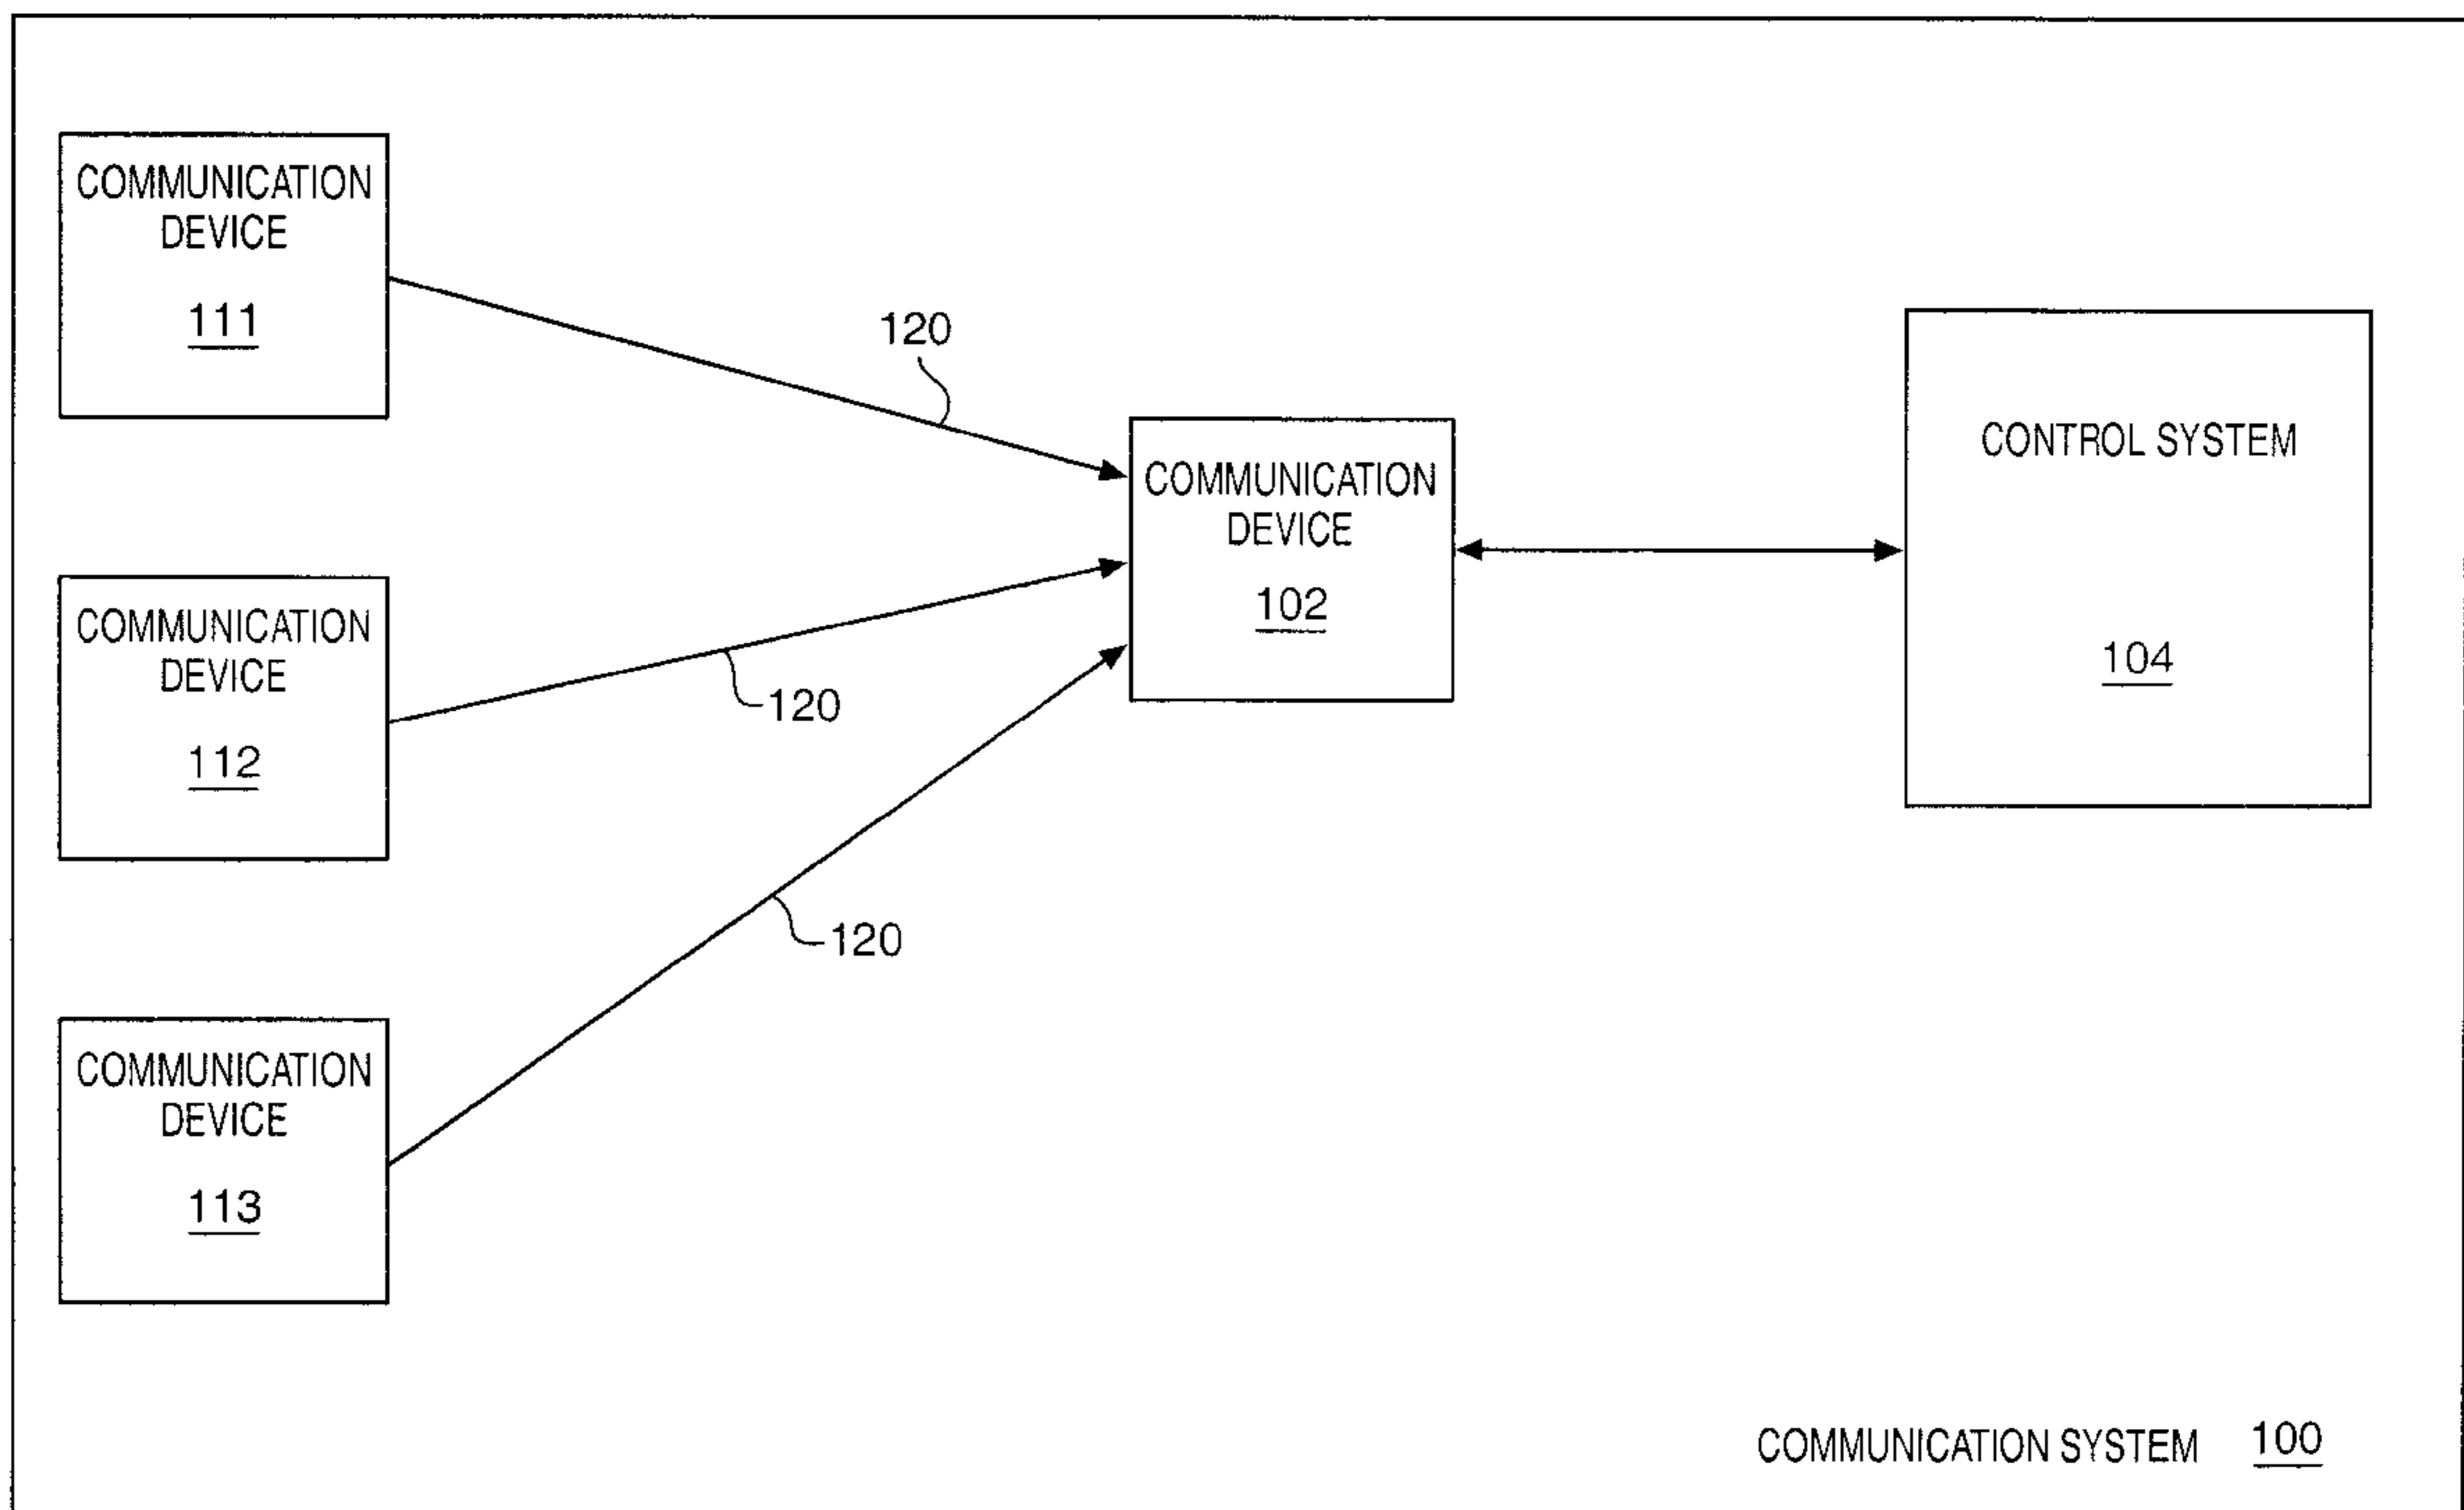 COMMUNICATION
DEVICE
111
120
COMMUNICATION
DEVICE
102
CONTROL SYSTEM
104
COMMUNICATION
DEVICE
112
120
120
COMMUNICATION
DEVICE
113
COMMUNICATION SYSTEM 100